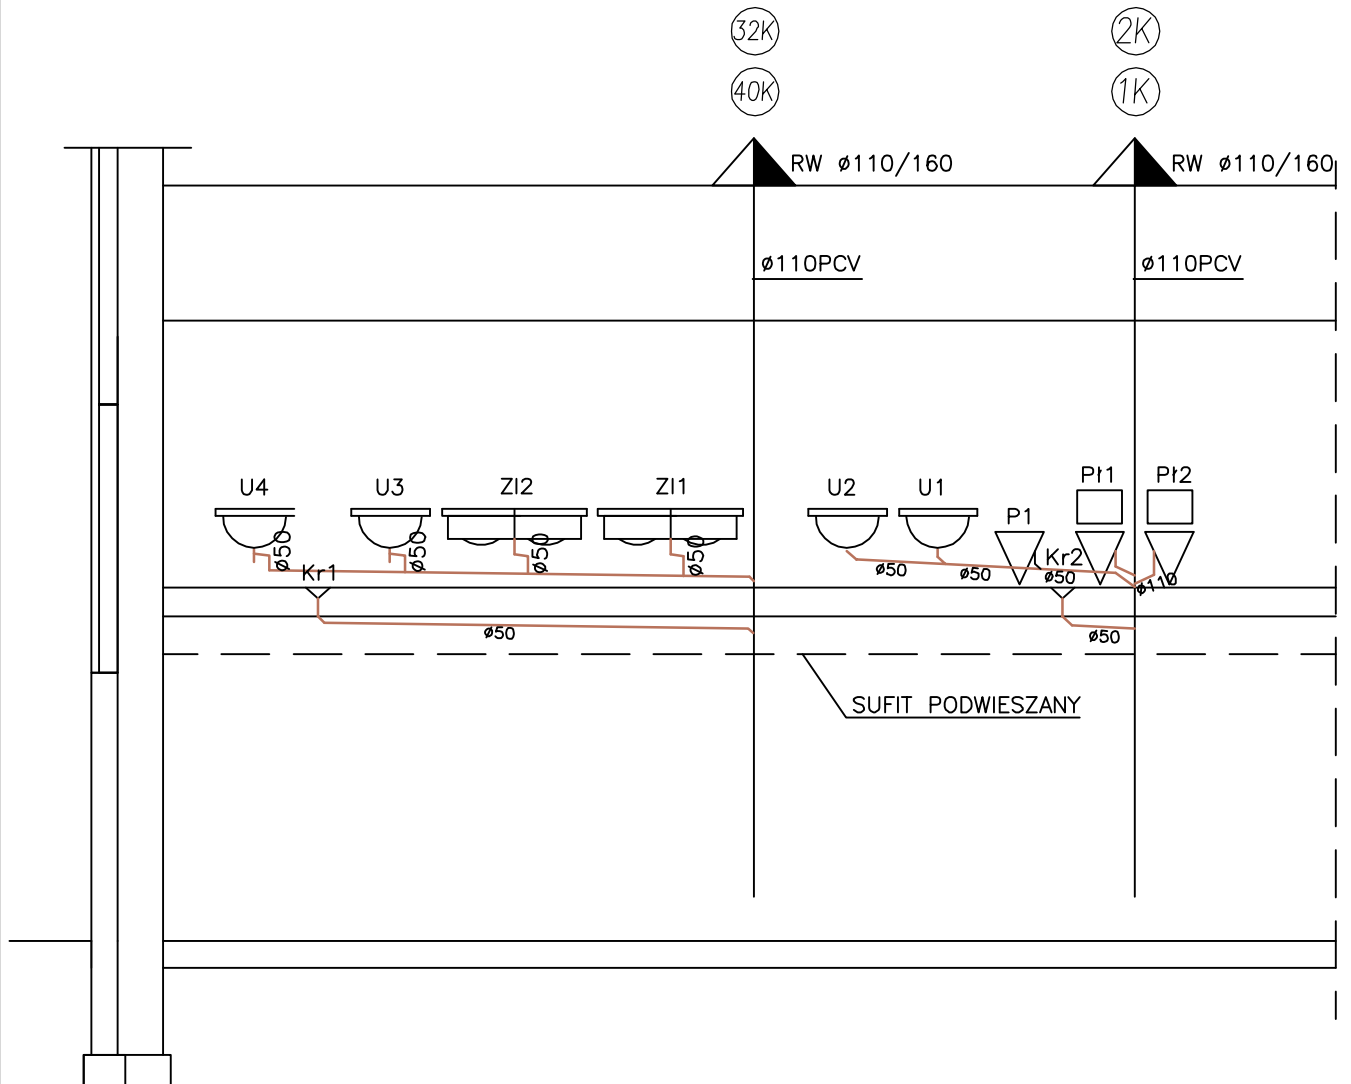 32K
2K
40K
1K
RW ø110/160
RW ø110/160
ø110PCV
ø110PCV
U4
U3
Zl2
Zl1
U2
U1
P1
Pł1
Pł2
ø50
ø50
ø50
ø50
Kr1
ø50
ø50
Kr2
ø50
ø110
ø50
ø50
SUFIT PODWIESZANY